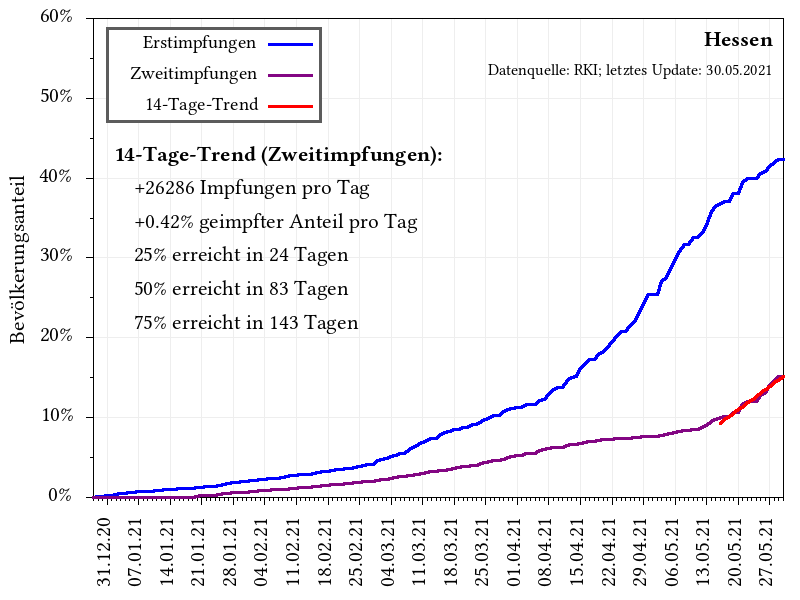 60%
50%
40%
30%
20%
10%
0%
Bevölkerungsanteil
Erstimpfungen
Zweitimpfungen
14-Tage-Trend
Hessen
Datenquelle: RKI; letztes Update: 30.05.2021
14-Tage-Trend (Zweitimpfungen):
+26286 Impfungen pro Tag
+0.42% geimpfter Anteil pro Tag
25% erreicht in 24 Tagen
50% erreicht in 83 Tagen
75% erreicht in 143 Tagen
31.12.20
07.01.21
14.01.21
21.01.21
28.01.21
04.02.21
11.02.21
18.02.21
25.02.21
04.03.21
11.03.21
18.03.21
25.03.21
01.04.21
08.04.21
15.04.21
22.04.21
29.04.21
06.05.21
13.05.21
20.05.21
27.05.21